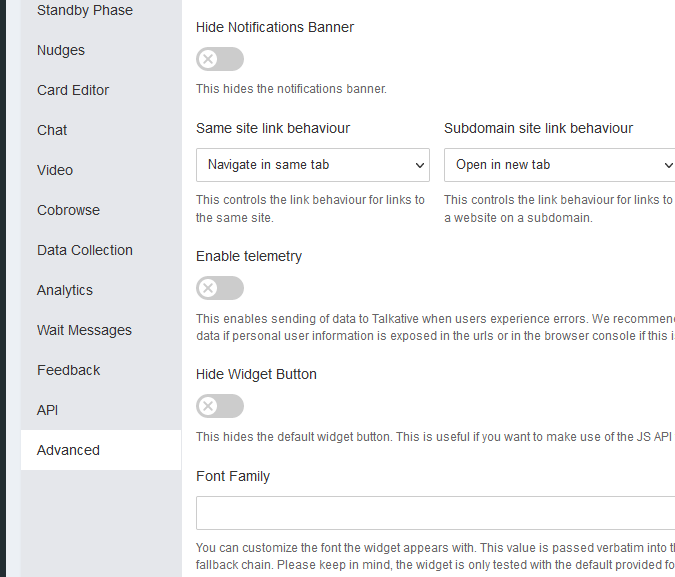 Standby Phase
Nudges
Card Editor
Chat
Video
Cobrowse
Data Collection
Analytics
Wait Messages
Feedback
API
Advanced
Hide Notifications Banner
This hides the notifications banner.
Same site link behaviour
Navigate in same tab
This controls the link behaviour for links to
the same site.
Subdomain site link behaviour
Open in new tab
This controls the link behaviour for links to
a website on a subdomain.
Enable telemetry
This enables sending of data to Talkative when users experience errors. We recommen
data if personal user information is exposed in the urls or in the browser console if this i
Hide Widget Button
This hides the default widget button. This is useful if you want to make use of the JS API
Font Family
You can customize the font the widget appears with. This value is passed verbatim into t
fallback chain. Please keep in mind, the widget is only tested with the default provided fo